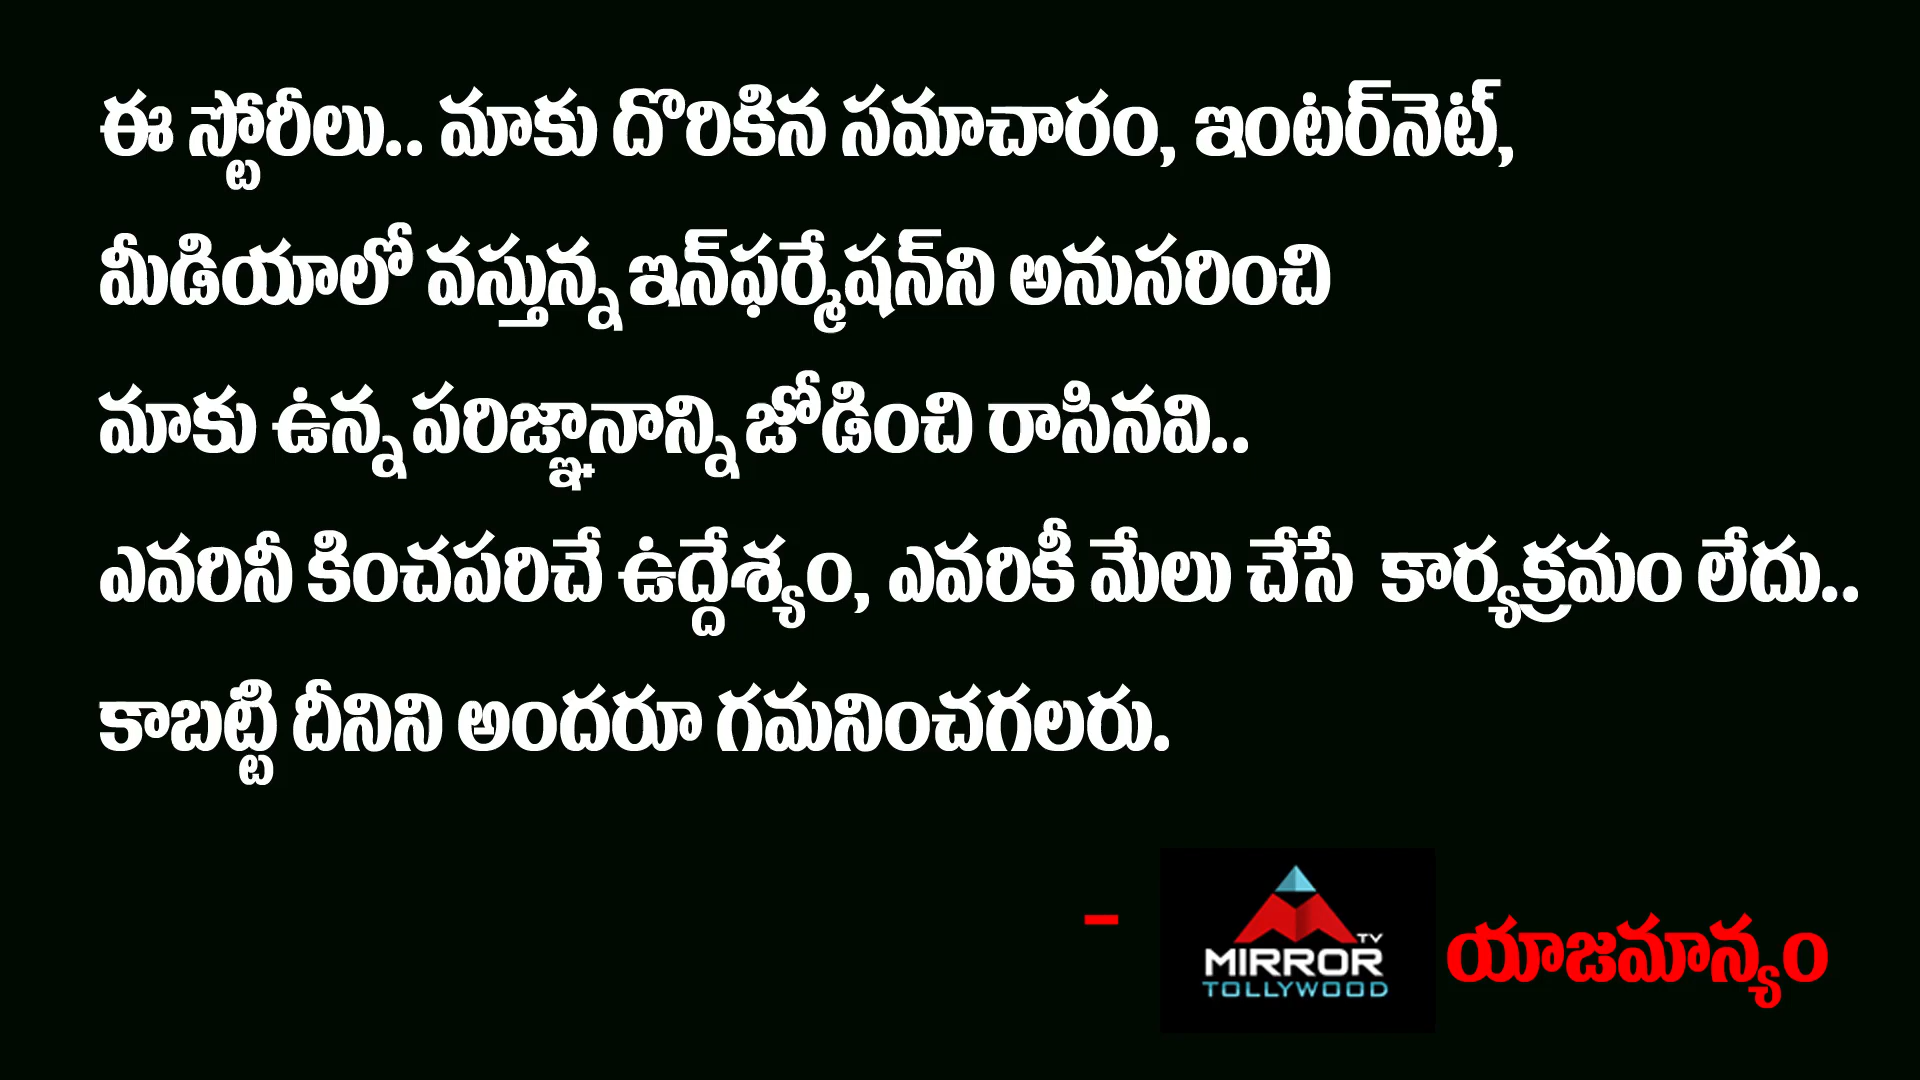 ఈ స్టోరీలు.. మాకు దొరికిన సమాచారం, ఇంటర్‌నెట్,
మీడియాలో వస్తున్న ఇన్‌ఫర్మేషన్‌ని అనుసరించి
మాకు ఉన్న పరిజ్ఞానాన్ని జోడించి రాసినవి..
ఎవరినీ కించపరిచే ఉద్దేశ్యం, ఎవరికీ మేలు చేసే కార్యక్రమం లేదు..
కాబట్టి దీనిని అందరూ గమనించగలరు.
- MIRROR TV TOLLYWOOD యాజమాన్యం